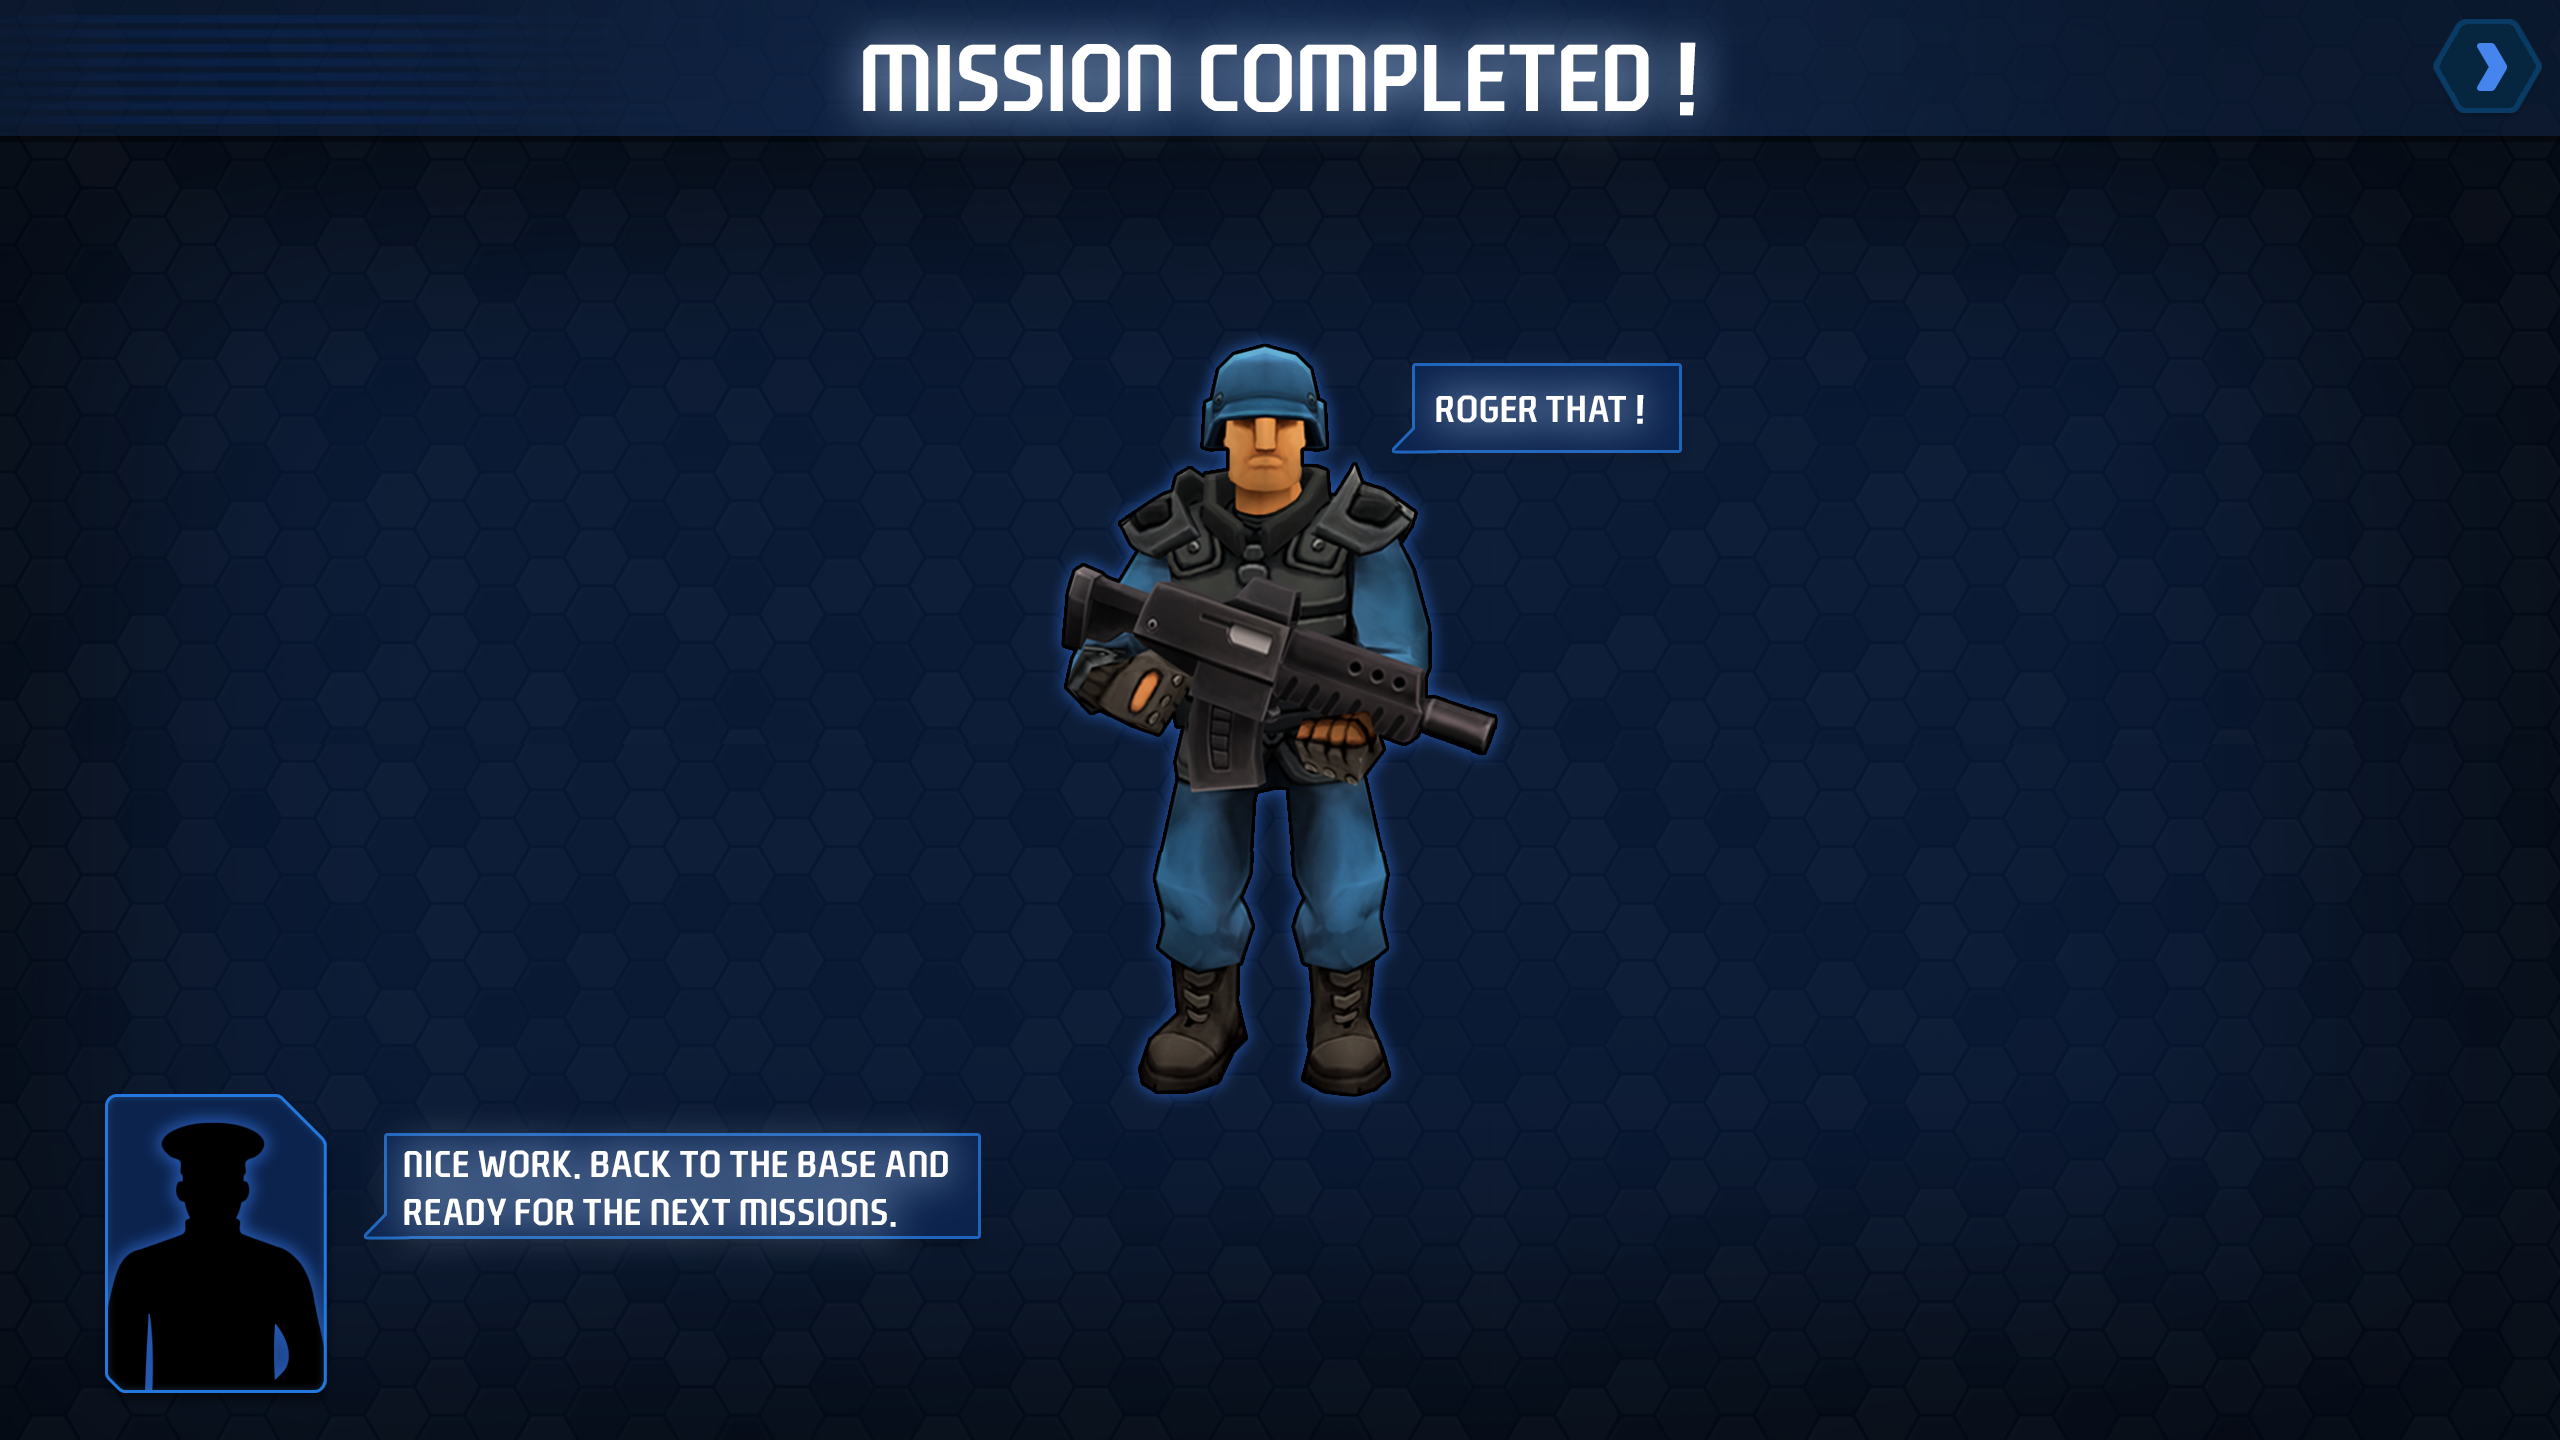 MISSION COMPLETED !
ROGER THAT !
NICE WORK. BACK TO THE BASE AND
READY FOR THE NEXT MISSIONS.